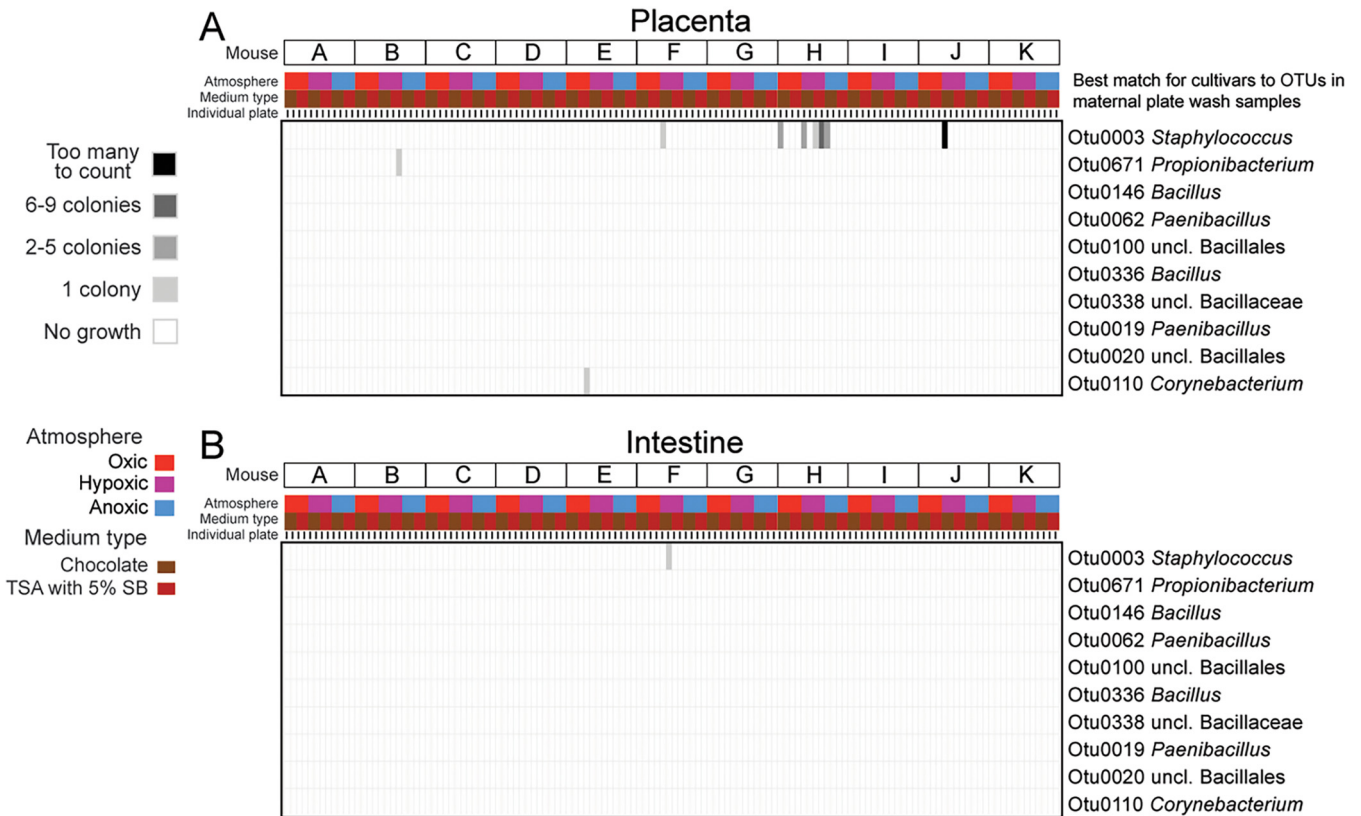 A
Placenta
Mouse A B C D E F G H I J K
Atmosphere
Medium type
Individual plate
Best match for cultivars to OTUs in
maternal plate wash samples
Too many
to count
6-9 colonies
2-5 colonies
1 colony
No growth
Otu0003 Staphylococcus
Otu0671 Propionibacterium
Otu0146 Bacillus
Otu0062 Paenibacillus
Otu0100 uncl. Bacillales
Otu0336 Bacillus
Otu0338 uncl. Bacillaceae
Otu0019 Paenibacillus
Otu0020 uncl. Bacillales
Otu0110 Corynebacterium
Atmosphere
Oxic
Hypoxic
Anoxic
Medium type
Chocolate
TSA with 5% SB
B
Intestine
Mouse A B C D E F G H I J K
Atmosphere
Medium type
Individual plate
Otu0003 Staphylococcus
Otu0671 Propionibacterium
Otu0146 Bacillus
Otu0062 Paenibacillus
Otu0100 uncl. Bacillales
Otu0336 Bacillus
Otu0338 uncl. Bacillaceae
Otu0019 Paenibacillus
Otu0020 uncl. Bacillales
Otu0110 Corynebacterium